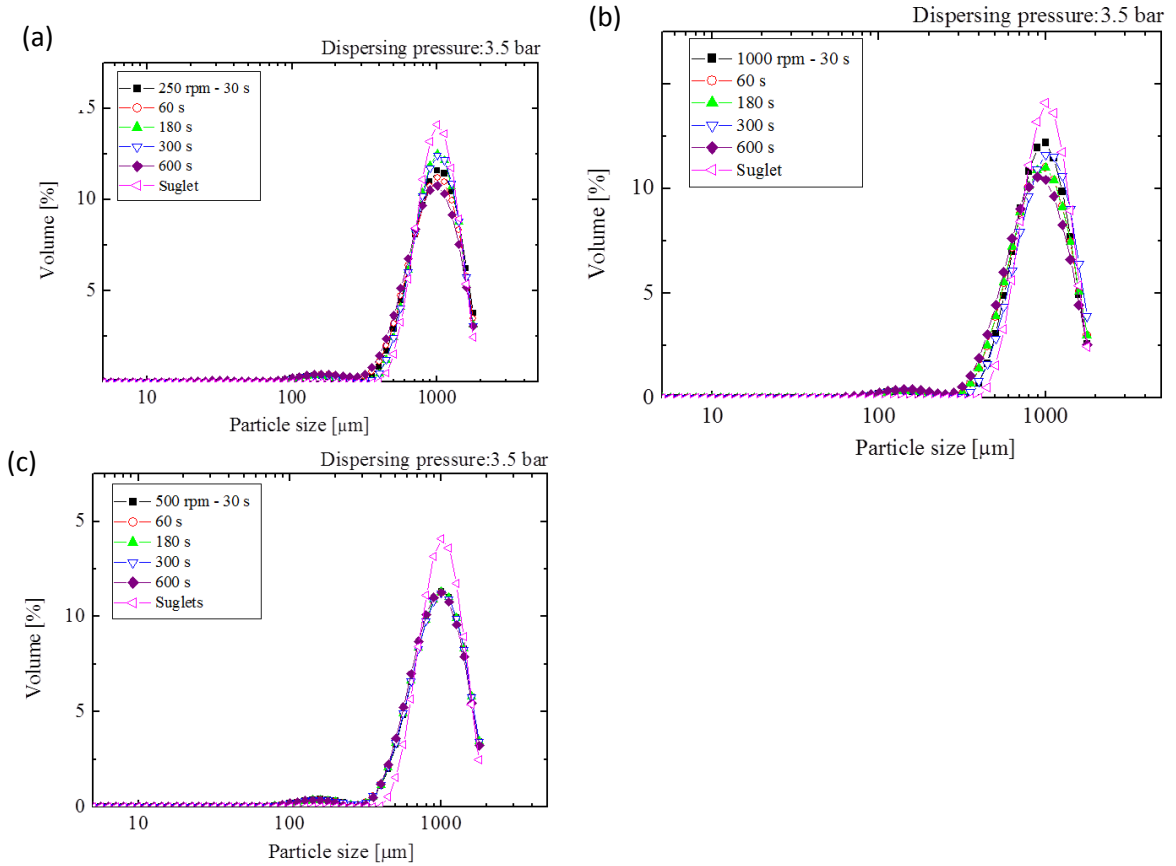 (a)
Dispersing pressure:3.5 bar
250 rpm - 30 s
60 s
180 s
300 s
600 s
Suglet
Volume [%]
15
10
5
10
100
1000
Particle size [µm]
(b)
Dispersing pressure:3.5 bar
1000 rpm - 30 s
60 s
180 s
300 s
600 s
Suglet
Volume [%]
10
5
0
10
100
1000
Particle size [µm]
(c)
Dispersing pressure:3.5 bar
500 rpm - 30 s
60 s
180 s
300 s
600 s
Suglets
Volume [%]
5
10
5
0
10
100
1000
Particle size [µm]